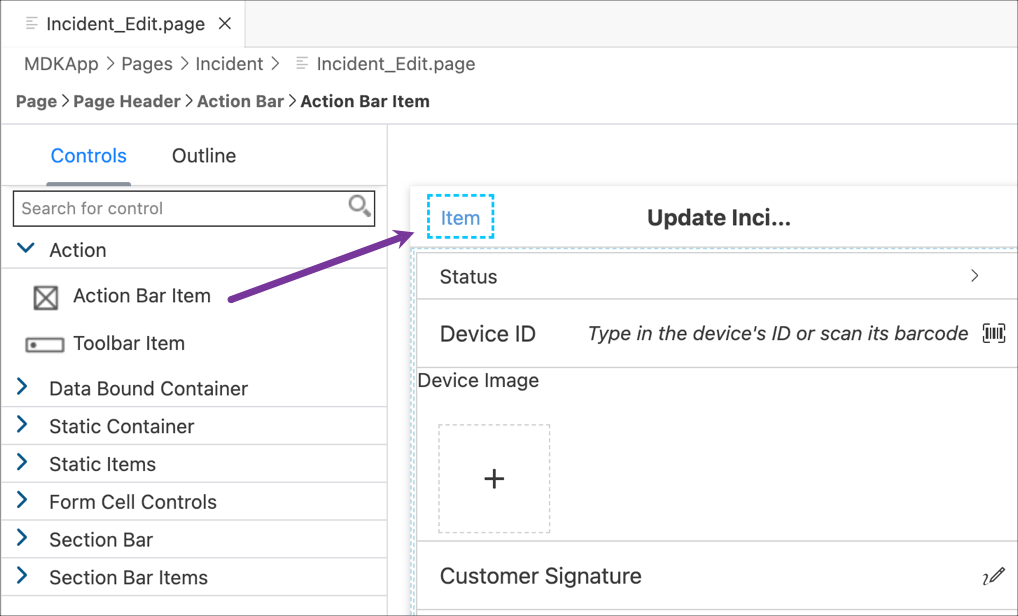 Incident_Edit.page
MDKApp > Pages > Incident > Incident_Edit.page
Page > Page Header > Action Bar > Action Bar Item
Controls Outline
Search for control
Action
Action Bar Item
Toolbar Item
Data Bound Container
Static Container
Static Items
Form Cell Controls
Section Bar
Section Bar Items
Item Update Inci...
Status
Device ID Type in the device's ID or scan its barcode
Device Image
+
Customer Signature